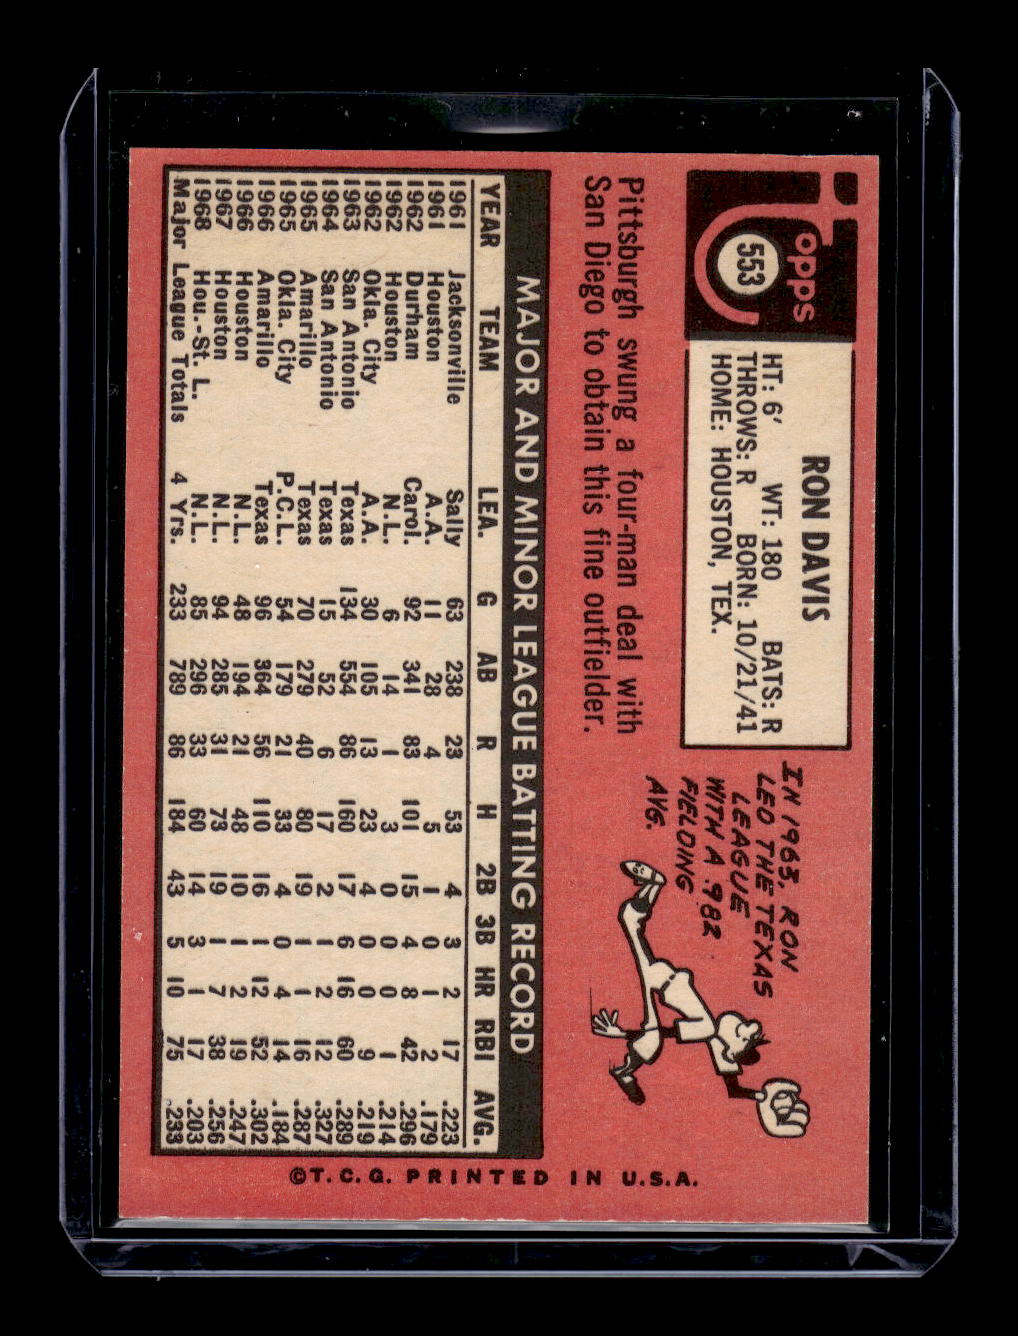 Topps
553
RON DAVIS
HT: 6' WT: 180 BATS: R
THROWS: R BORN: 10/21/41
HOME: HOUSTON, TEX.
IN 1963, RON
LED THE TEXAS
LEAGUE
WITH A .982
FIELDING
AVG.
Pittsburgh swung a four-man deal with
San Diego to obtain this fine outfielder.
MAJOR AND MINOR LEAGUE BATTING RECORD
YEAR TEAM LEA. G AB R H 2B 3B HR RBI AVG.
1961 Jacksonville Sally 63 238 23 53 4 3 2 17 .223
1961 Houston A.A. 11 28 4 5 1 0 1 2 .179
1962 Durham Carol. 92 341 83 101 15 4 8 42 .296
1962 Houston N.L. 6 14 1 3 0 0 0 1 .214
1962 Okla. City A.A. 30 105 13 23 4 0 0 9 .219
1963 San Antonio Texas 134 554 86 160 17 6 16 60 .289
1964 San Antonio Texas 15 52 6 17 2 1 2 12 .327
1965 Amarillo Texas 70 279 40 80 19 1 1 16 .287
1965 Okla. City P.C.L. 54 179 21 33 4 0 4 14 .184
1966 Amarillo Texas 96 364 56 110 16 1 12 52 .302
1966 Houston N.L. 48 194 21 48 10 1 2 19 .247
1967 Houston N.L. 94 285 31 73 19 1 7 38 .256
1968 Hou.-St. L. N.L. 85 296 33 60 14 3 1 17 .203
Major League Totals 4 Yrs. 233 789 86 184 43 5 10 75 .233
©T.C.G. PRINTED IN U.S.A.